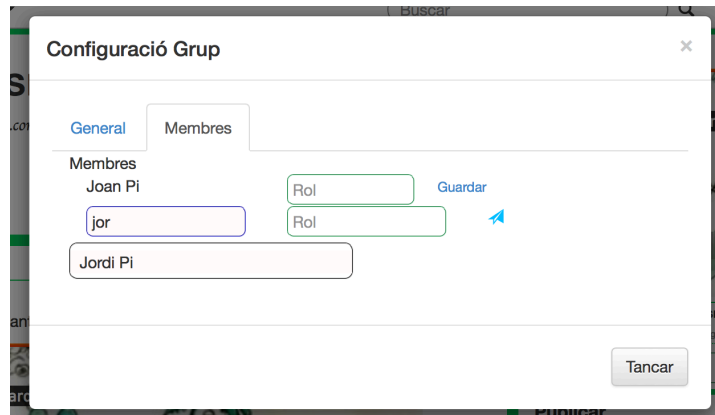 Buscar
Configuració Grup ×
General Membres
Membres
Joan Pi Rol Guardar
jor Rol
Jordi Pi
Tancar
Publicar